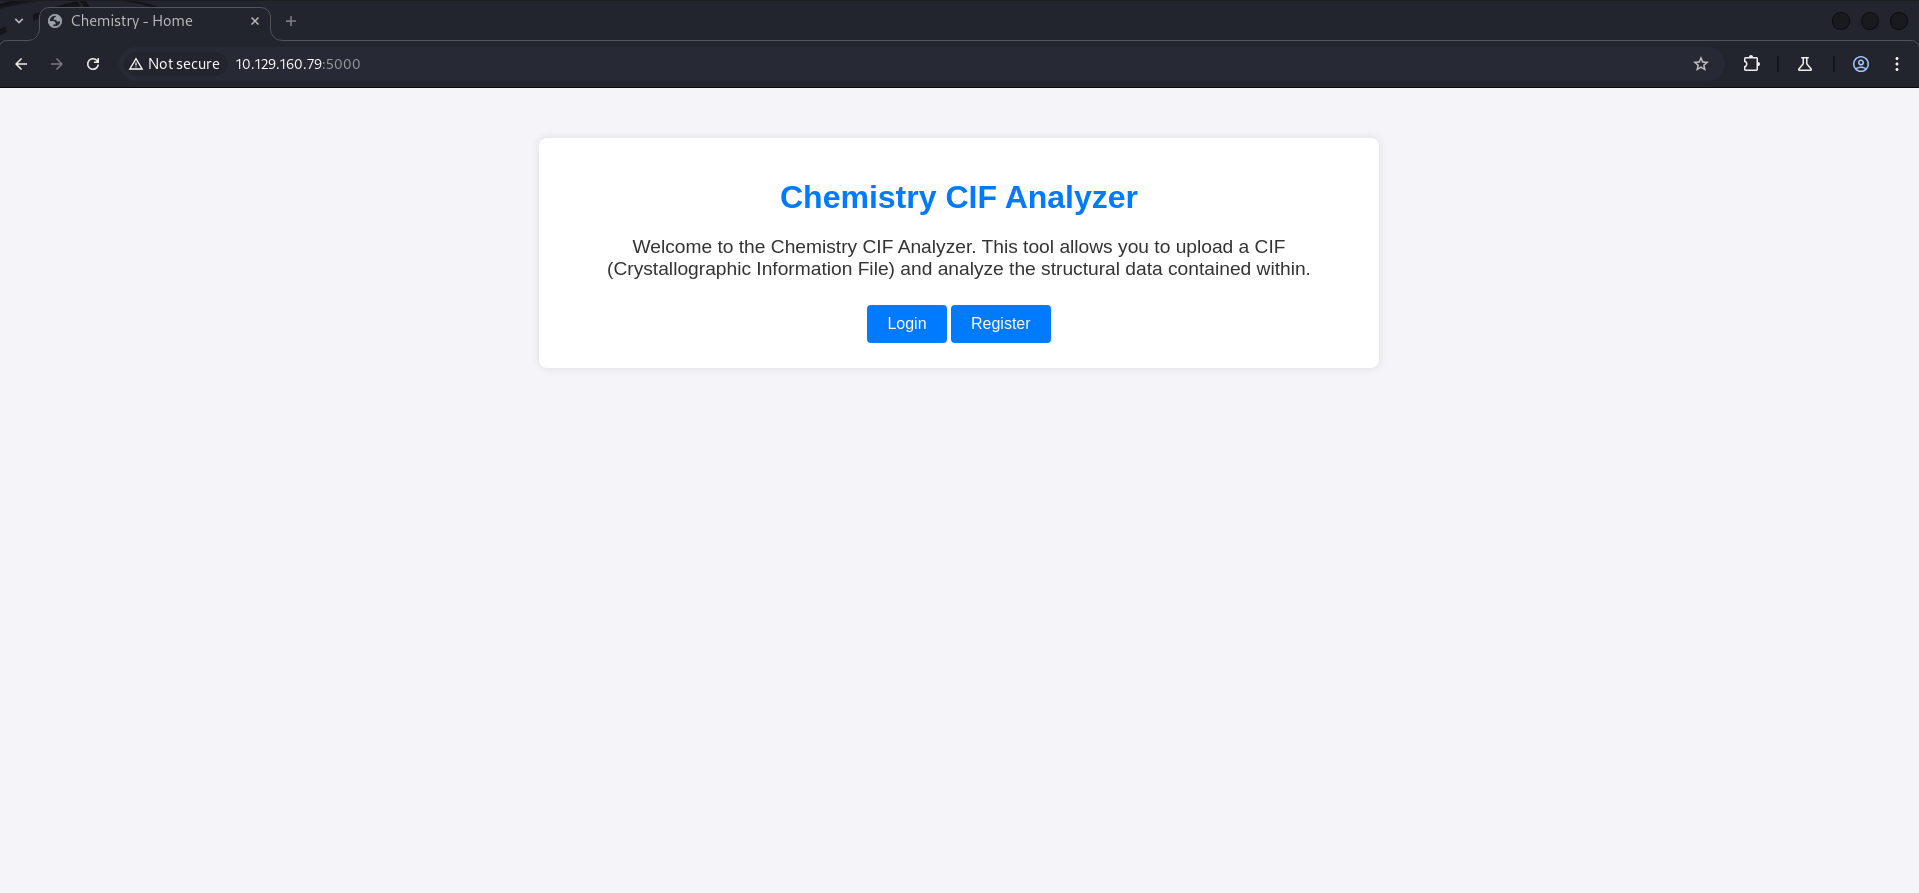 Chemistry - Home
Not secure 10.129.160.79:5000
Chemistry CIF Analyzer
Welcome to the Chemistry CIF Analyzer. This tool allows you to upload a CIF
(Crystallographic Information File) and analyze the structural data contained within.
Login Register